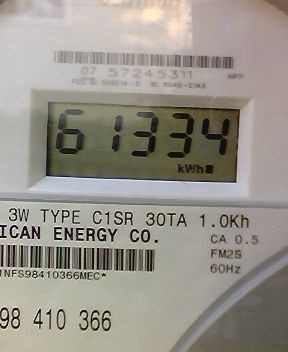 07 57245311
61334
kWh
3W TYPE C1SR 30TA 1.0Kh
ICAN ENERGY CO.
CA 0.5
FM2S
60Hz
1NFS98410366MEC*
98 410 366